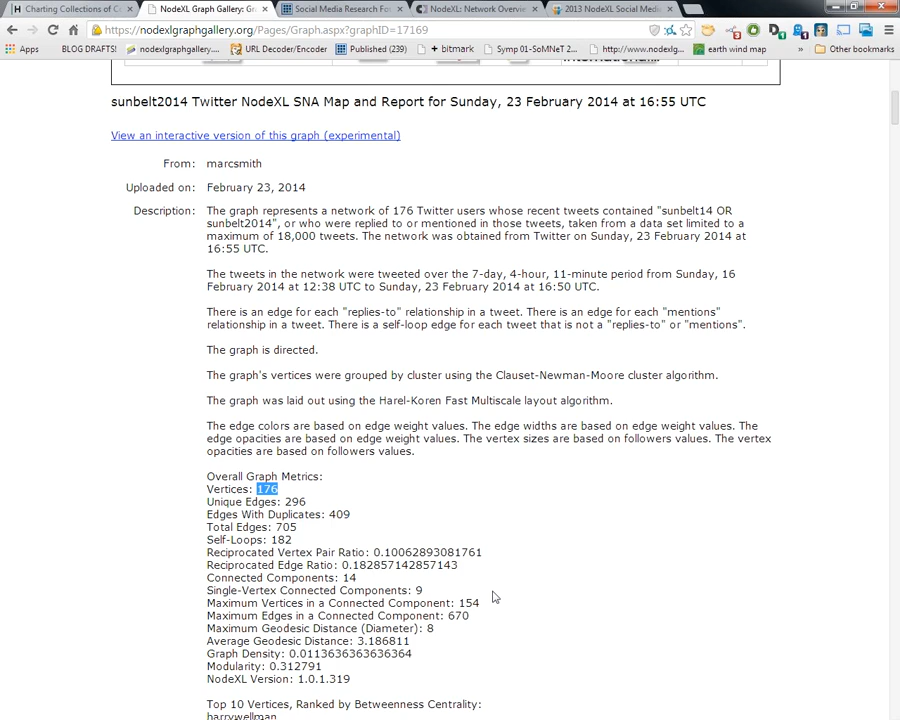 Charting Collections of C
NodeXL Graph Gallery: Gr
Social Media Research Fo
NodeXL: Network Overvie
2013 NodeXL Social Medi
https://nodexlgraphgallery.org/Pages/Graph.aspx?graphID=17169
Apps BLOG DRAFTS! nodexlgraphgallery.... URL Decoder/Encoder Published (239) + bitmark Symp 01-SoMNeT 2... http://www.nodexlg... earth wind map Other bookmarks
sunbelt2014 Twitter NodeXL SNA Map and Report for Sunday, 23 February 2014 at 16:55 UTC
View an interactive version of this graph (experimental)
From: marcsmith
Uploaded on: February 23, 2014
Description: The graph represents a network of 176 Twitter users whose recent tweets contained "sunbelt14 OR
sunbelt2014", or who were replied to or mentioned in those tweets, taken from a data set limited to a
maximum of 18,000 tweets. The network was obtained from Twitter on Sunday, 23 February 2014 at
16:55 UTC.
The tweets in the network were tweeted over the 7-day, 4-hour, 11-minute period from Sunday, 16
February 2014 at 12:38 UTC to Sunday, 23 February 2014 at 16:50 UTC.
There is an edge for each "replies-to" relationship in a tweet. There is an edge for each "mentions"
relationship in a tweet. There is a self-loop edge for each tweet that is not a "replies-to" or "mentions".
The graph is directed.
The graph's vertices were grouped by cluster using the Clauset-Newman-Moore cluster algorithm.
The graph was laid out using the Harel-Koren Fast Multiscale layout algorithm.
The edge colors are based on edge weight values. The edge widths are based on edge weight values. The
edge opacities are based on edge weight values. The vertex sizes are based on followers values. The vertex
opacities are based on followers values.
Overall Graph Metrics:
Vertices: 176
Unique Edges: 296
Edges With Duplicates: 409
Total Edges: 705
Self-Loops: 182
Reciprocated Vertex Pair Ratio: 0.10062893081761
Reciprocated Edge Ratio: 0.182857142857143
Connected Components: 14
Single-Vertex Connected Components: 9
Maximum Vertices in a Connected Component: 154
Maximum Edges in a Connected Component: 670
Maximum Geodesic Distance (Diameter): 8
Average Geodesic Distance: 3.186811
Graph Density: 0.0113636363636364
Modularity: 0.312791
NodeXL Version: 1.0.1.319
Top 10 Vertices, Ranked by Betweenness Centrality:
harrywellman